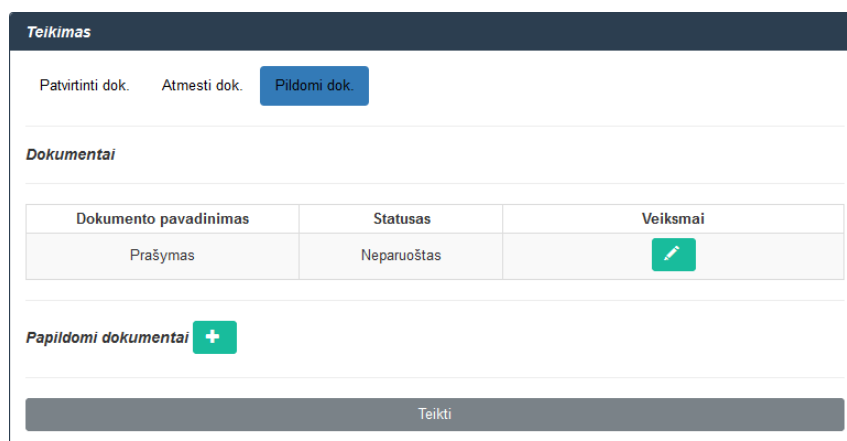 Teikimas
Patvirtinti dok. Atmesti dok. Pildomi dok.
Dokumentai
Dokumento pavadinimas Statusas Veiksmai
Prašymas Neparuoštas
Papildomi dokumentai
Teikti